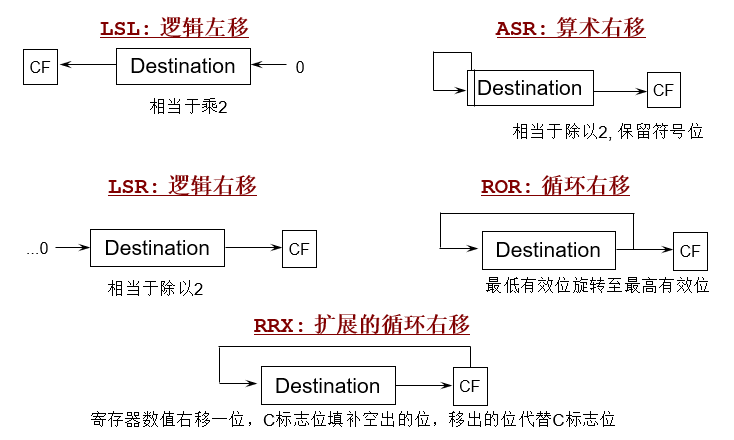 LSL: 逻辑左移
CF
Destination
0
相当于乘2
ASR: 算术右移
Destination
CF
相当于除以2, 保留符号位
LSR: 逻辑右移
...0
Destination
CF
相当于除以2
ROR: 循环右移
Destination
CF
最低有效位旋转至最高有效位
RRX: 扩展的循环右移
Destination
CF
寄存器数值右移一位，C标志位填补空出的位，移出的位代替C标志位